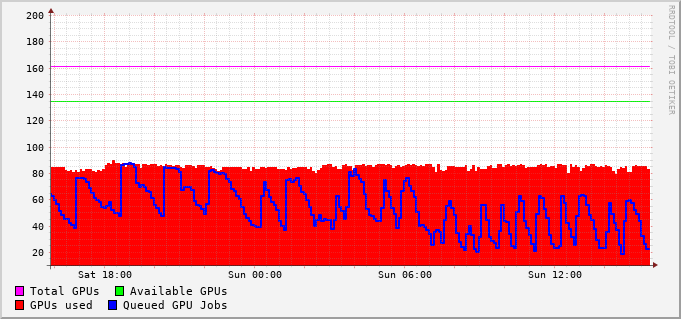 200
180
160
140
120
100
80
60
40
20
Sat 18:00 Sun 00:00 Sun 06:00 Sun 12:00
Total GPUs Available GPUs
GPUs used Queued GPU Jobs
RRDTOOL / TOBI OETIKER